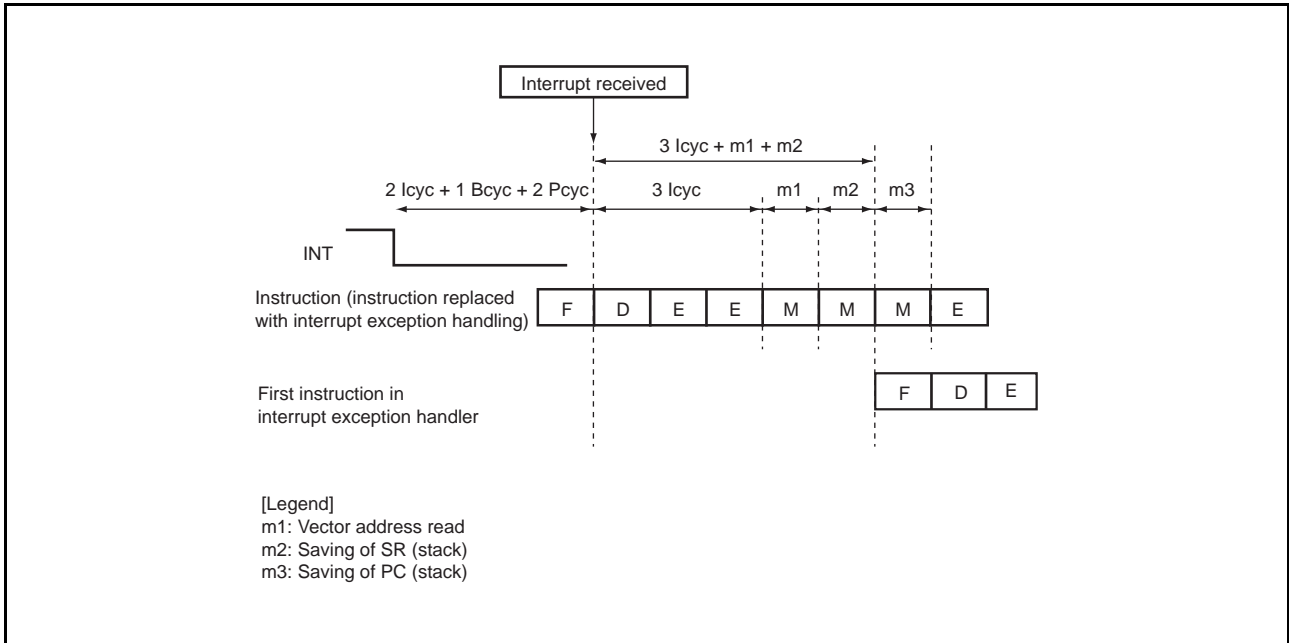 Interrupt received
3 Icyc + m1 + m2
2 Icyc + 1 Bcyc + 2 Pcyc 3 Icyc m1 m2 m3
INT
Instruction (instruction replaced
with interrupt exception handling)
F D E E M M M E
First instruction in
interrupt exception handler
F D E
[Legend]
m1: Vector address read
m2: Saving of SR (stack)
m3: Saving of PC (stack)